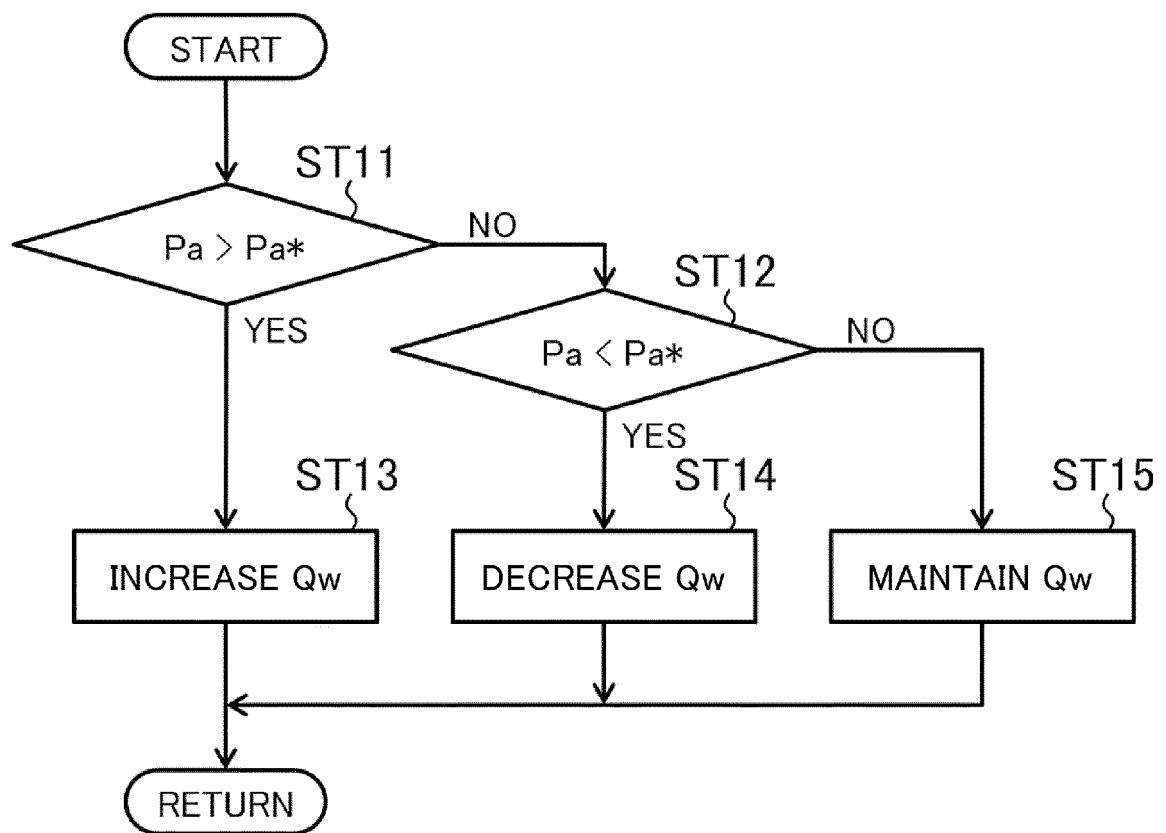 START
ST11
Pa > Pa*
NO
YES
ST12
Pa < Pa*
NO
YES
ST13
INCREASE Qw
ST14
DECREASE Qw
ST15
MAINTAIN Qw
RETURN